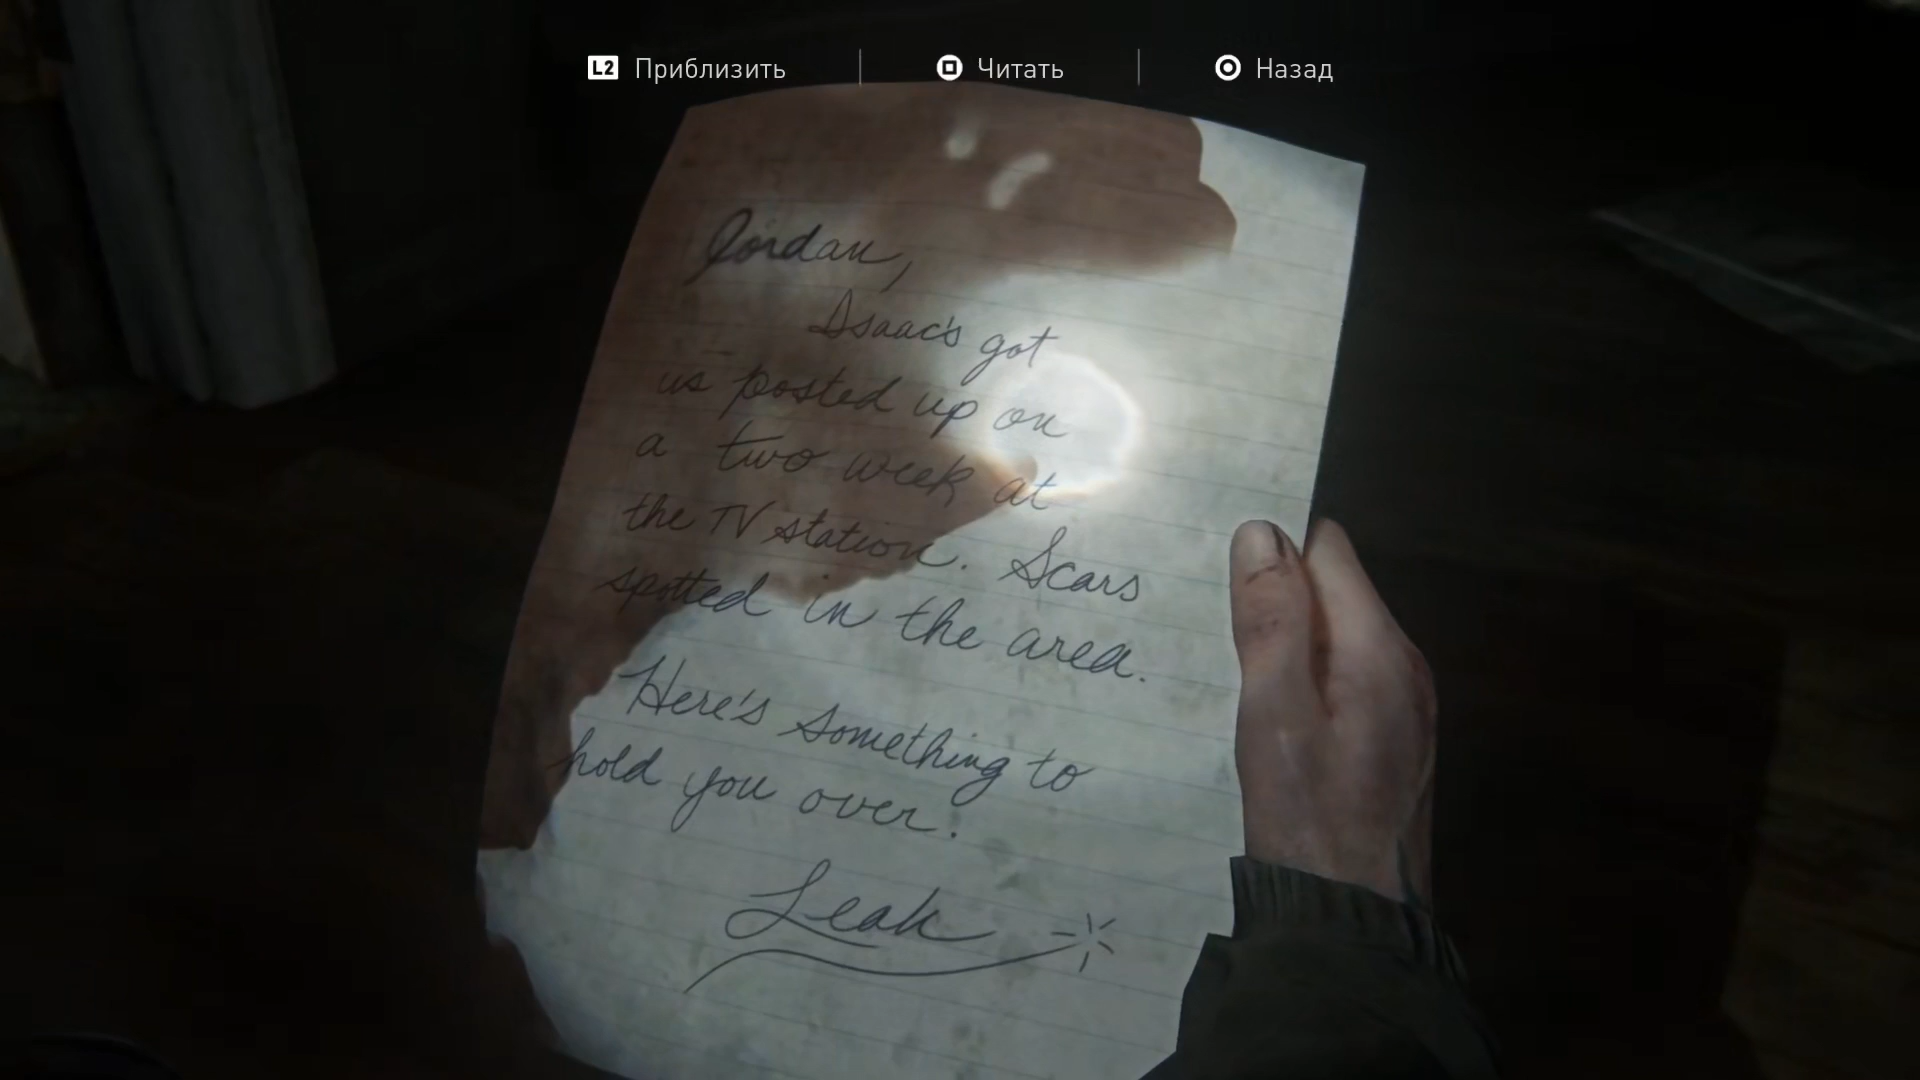 L2 Приблизить
Читать
Назад
Jordan,
Isaac's got
us posted up on
a two week at
the TV station. Scars
spotted in the area.
Here's something to
hold you over.
Leah